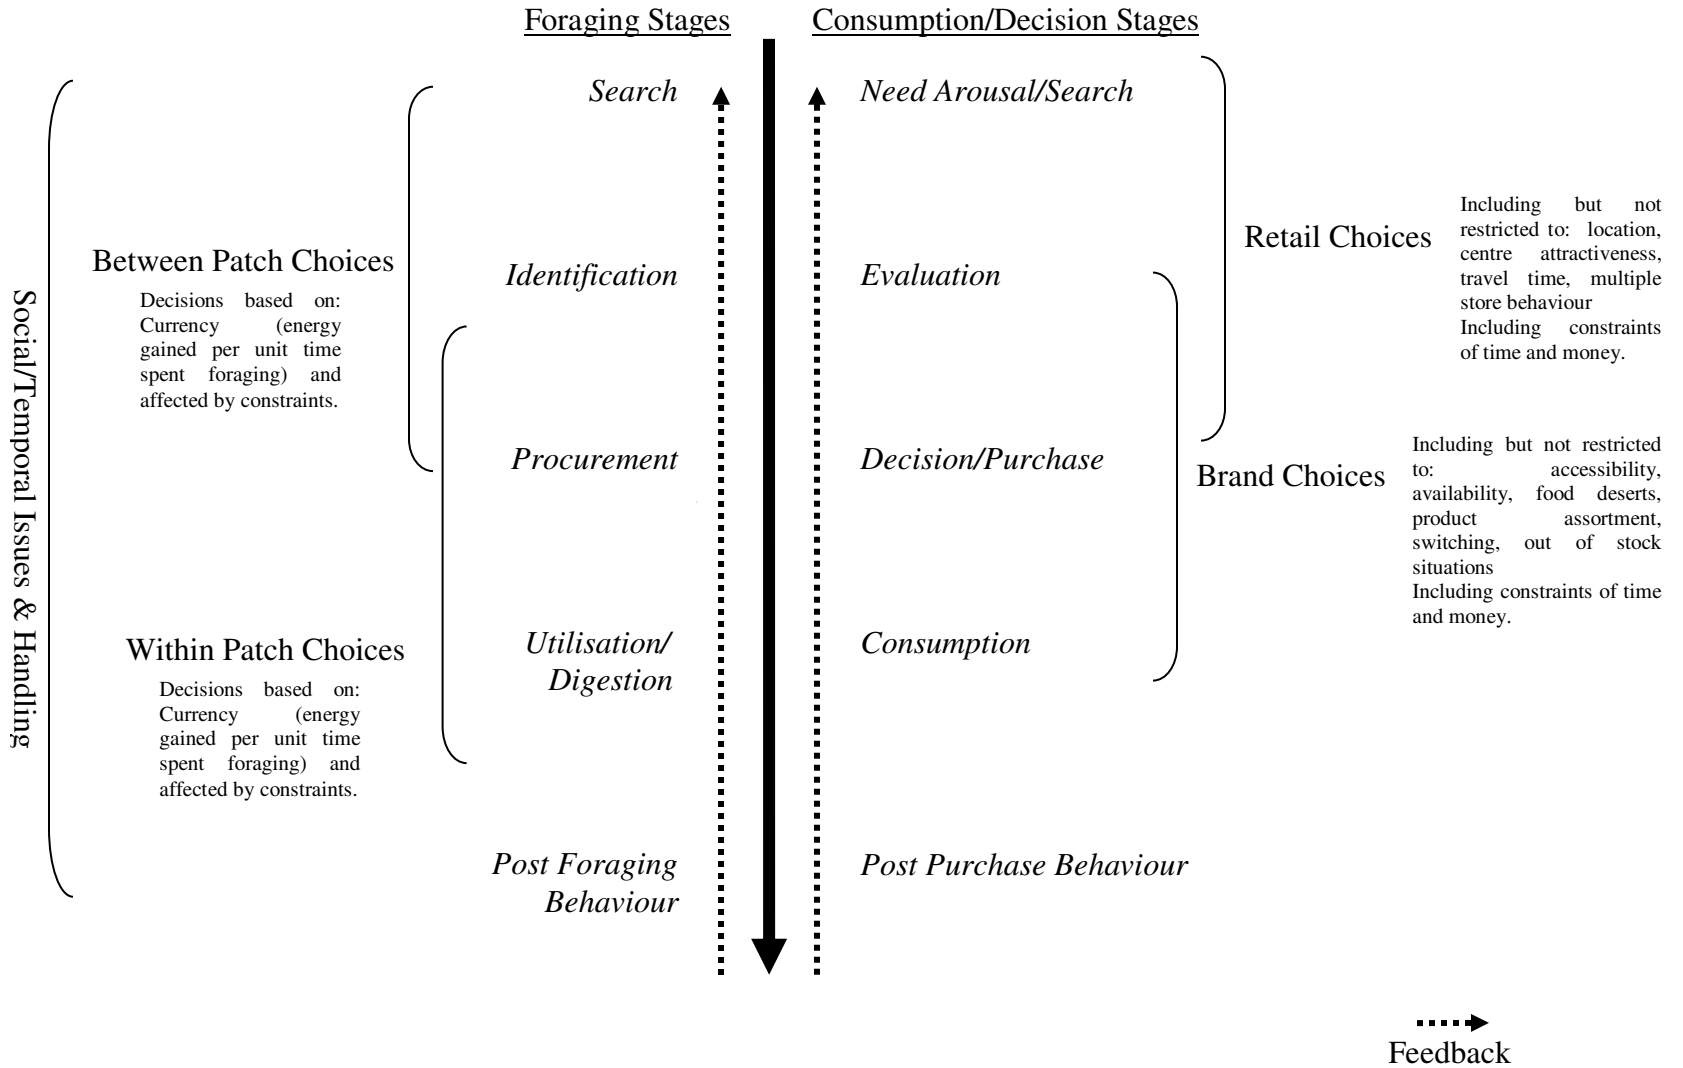 Foraging Stages
Consumption/Decision Stages
Search
Need Arousal/Search
Identification
Evaluation
Procurement
Decision/Purchase
Utilisation/
Digestion
Consumption
Post Foraging
Behaviour
Post Purchase Behaviour
Social/Temporal Issues & Handling
Between Patch Choices
Decisions based on:
Currency (energy
gained per unit time
spent foraging) and
affected by constraints.
Within Patch Choices
Decisions based on:
Currency (energy
gained per unit time
spent foraging) and
affected by constraints.
Retail Choices
Including but not
restricted to: location,
centre attractiveness,
travel time, multiple
store behaviour
Including constraints
of time and money.
Brand Choices
Including but not restricted
to: accessibility,
availability, food deserts,
product assortment,
switching, out of stock
situations
Including constraints of time
and money.
Feedback